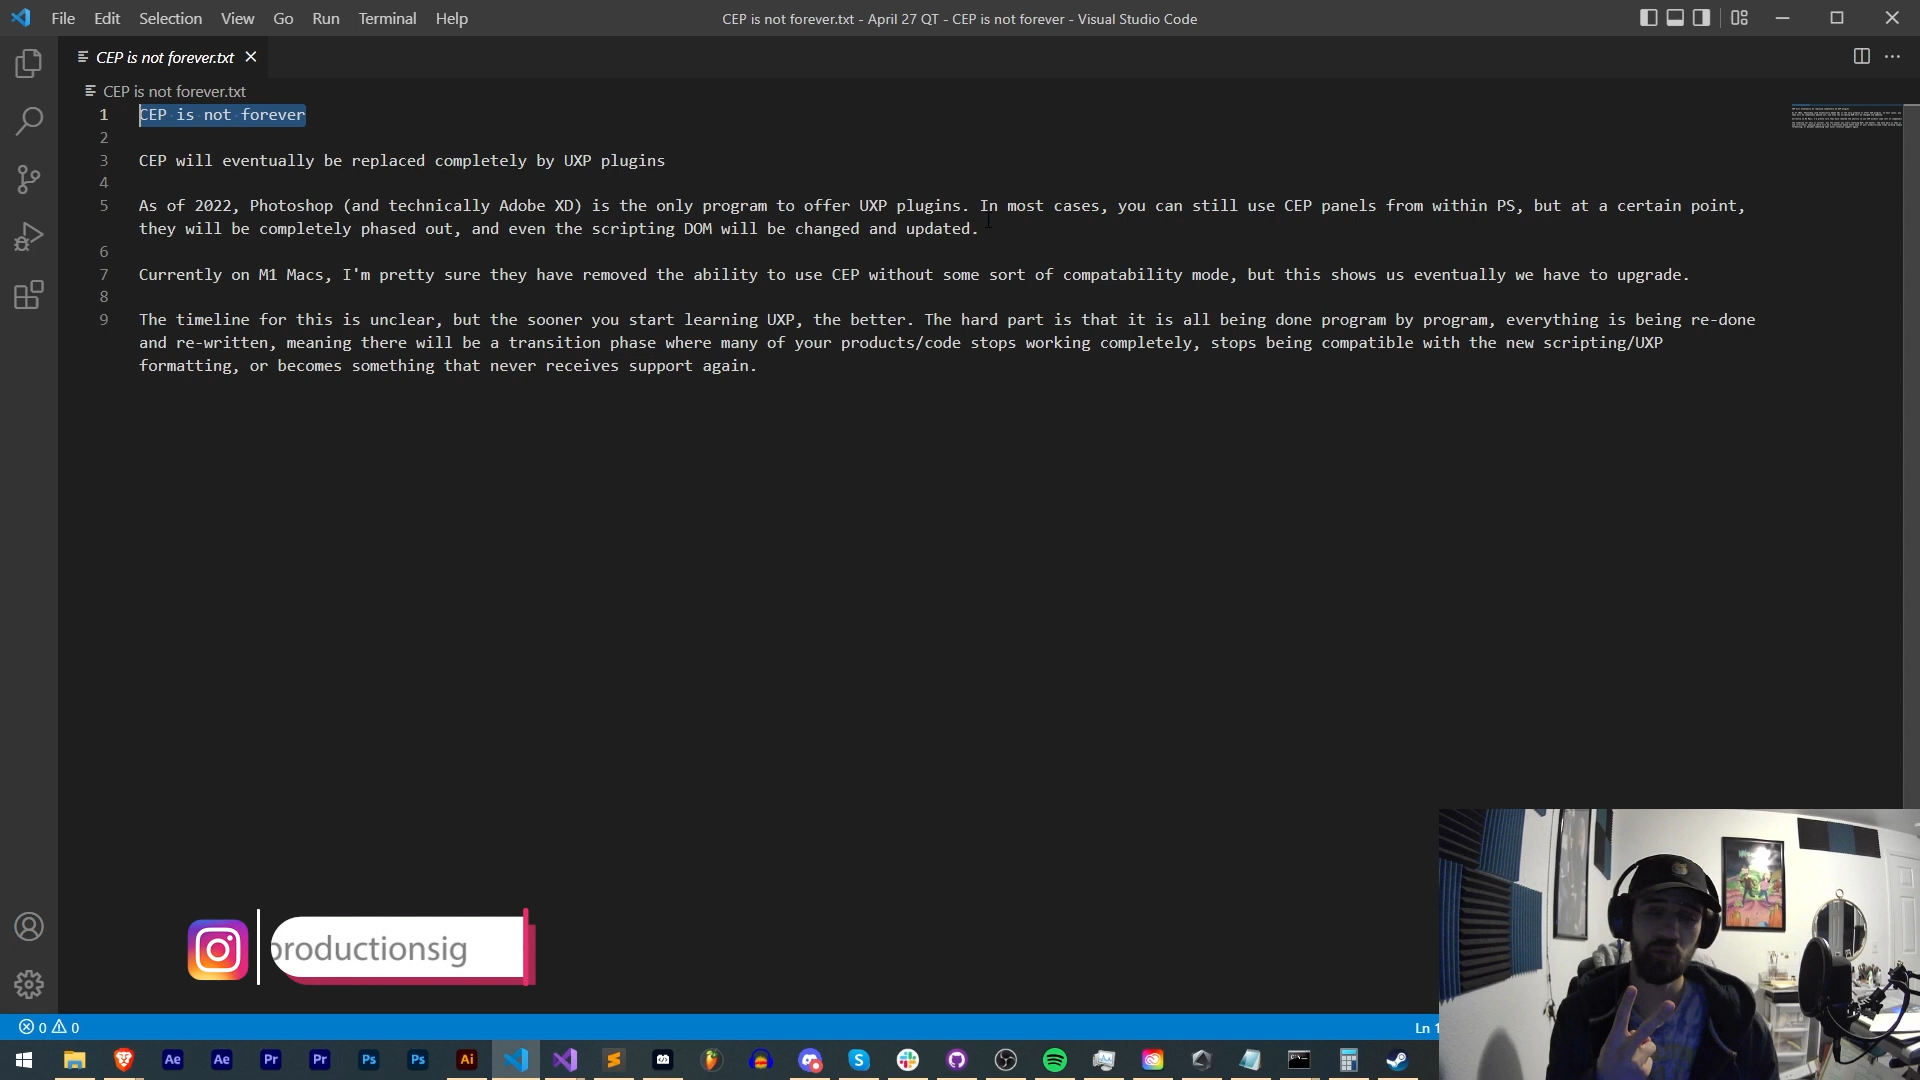 File Edit Selection View Go Run Terminal Help
CEP is not forever.txt - April 27 QT - CEP is not forever - Visual Studio Code
CEP is not forever.txt
CEP is not forever.txt
1 CEP is not forever
2
3 CEP will eventually be replaced completely by UXP plugins
4
5 As of 2022, Photoshop (and technically Adobe XD) is the only program to offer UXP plugins. In most cases, you can still use CEP panels from within PS, but at a certain point,
they will be completely phased out, and even the scripting DOM will be changed and updated.
6
7 Currently on M1 Macs, I'm pretty sure they have removed the ability to use CEP without some sort of compatability mode, but this shows us eventually we have to upgrade.
8
9 The timeline for this is unclear, but the sooner you start learning UXP, the better. The hard part is that it is all being done program by program, everything is being re-done
and re-written, meaning there will be a transition phase where many of your products/code stops working completely, stops being compatible with the new scripting/UXP
formatting, or becomes something that never receives support again.
productionsig
0 0
Ln 1
Ae Ae Pr Pr Ps Ps Ai